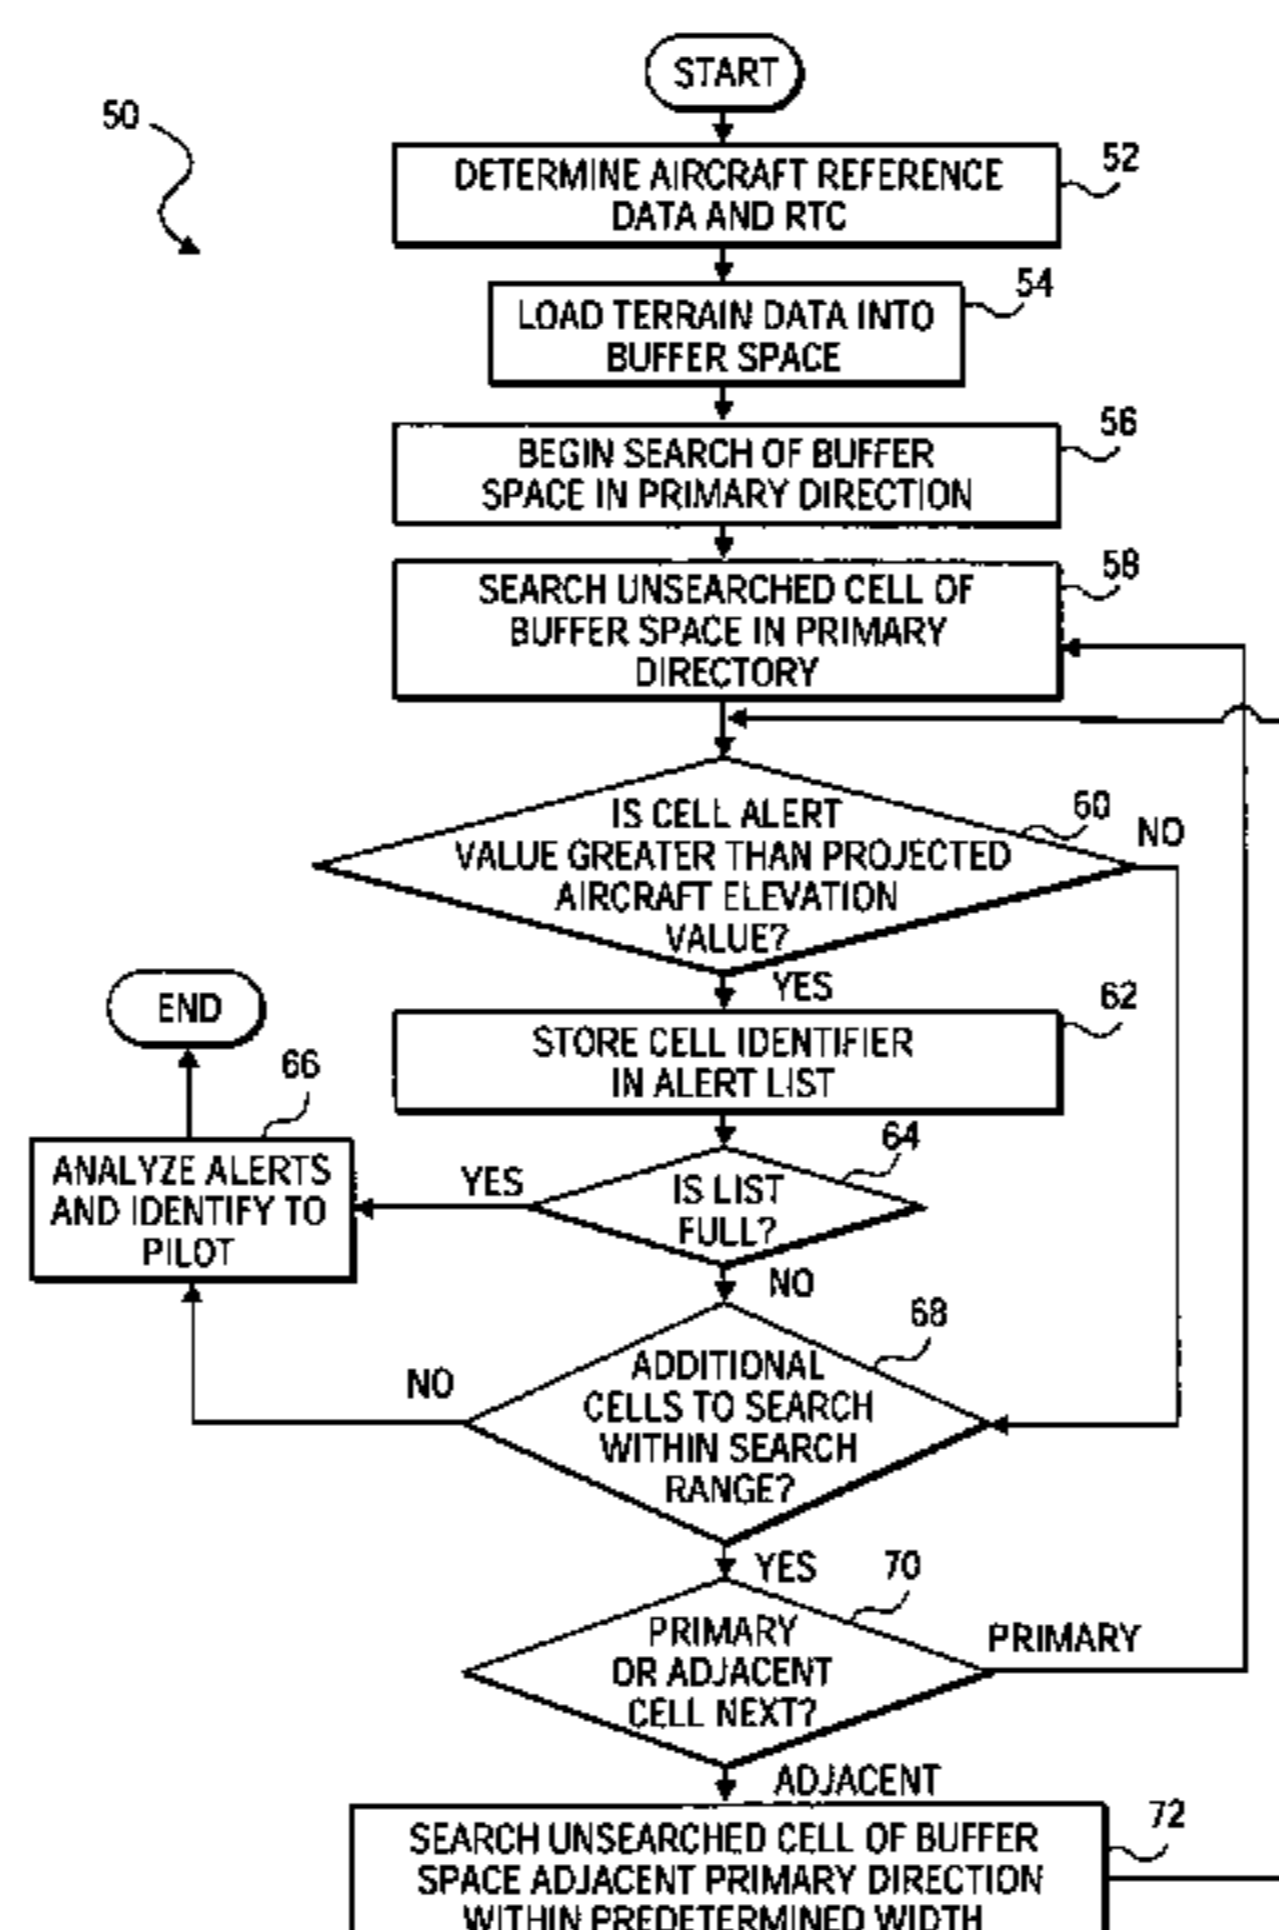 START
50
DETERMINE AIRCRAFT REFERENCE
DATA AND RTC
52
LOAD TERRAIN DATA INTO
BUFFER SPACE
54
BEGIN SEARCH OF BUFFER
SPACE IN PRIMARY DIRECTION
56
SEARCH UNSEARCHED CELL OF
BUFFER SPACE IN PRIMARY
DIRECTORY
58
IS CELL ALERT
VALUE GREATER THAN PROJECTED
AIRCRAFT ELEVATION
VALUE?
60
NO
YES
STORE CELL IDENTIFIER
IN ALERT LIST
62
END
66
ANALYZE ALERTS
AND IDENTIFY TO
PILOT
YES
IS LIST
FULL?
64
NO
ADDITIONAL
CELLS TO SEARCH
WITHIN SEARCH
RANGE?
68
NO
YES
PRIMARY
OR ADJACENT
CELL NEXT?
70
PRIMARY
ADJACENT
SEARCH UNSEARCHED CELL OF BUFFER
SPACE ADJACENT PRIMARY DIRECTION
WITHIN PREDETERMINED WIDTH
72